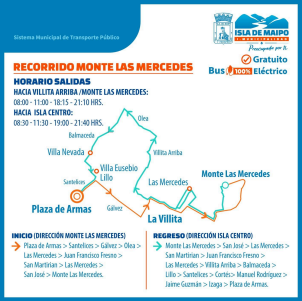 Sistema Municipal de Transporte Público
ISLA DE MAIPO
MUNICIPALIDAD
Preocupados por ti
Gratuito
Bus 100% Eléctrico
RECORRIDO MONTE LAS MERCEDES
HORARIO SALIDAS
HACIA VILLITA ARRIBA /MONTE LAS MERCEDES:
08:00 - 11:00 - 18:15 - 21:10 HRS.
HACIA ISLA CENTRO:
08:30 - 11:30 - 19:00 - 21:40 HRS.
Olea
Balmaceda
Villa Nevada
Villita Arriba
Villa Eusebio
Lillo
Santelices
Las Mercedes
Monte Las Mercedes
Plaza de Armas
Gálvez
La Villita
INICIO (DIRECCIÓN MONTE LAS MERCEDES)
Plaza de Armas > Santelices > Gálvez > Olea >
Las Mercedes > Juan Francisco Fresno >
San Martirian > Las Mercedes >
San José > Monte Las Mercedes.
REGRESO (DIRECCIÓN ISLA CENTRO)
Monte Las Mercedes > San José > Las Mercedes >
San Martirian > Juan Francisco Fresno >
Las Mercedes > Villita Arriba > Balmaceda >
Lillo > Santelices > Cortés > Manuel Rodríguez >
Jaime Guzmán > Izaga > Plaza de Armas.